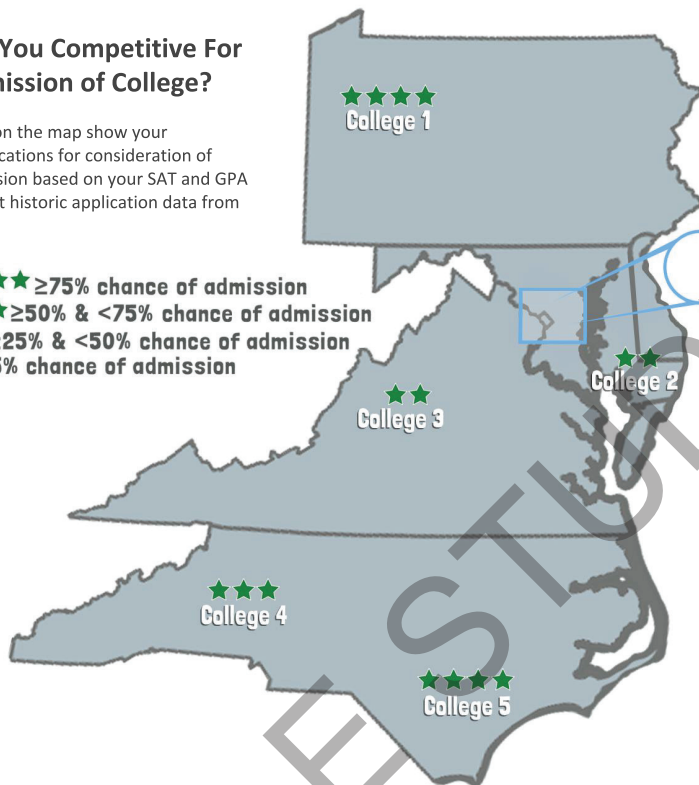 You Competitive For
mission of College?
on the map show your
cations for consideration of
sion based on your SAT and GPA
t historic application data from
≥75% chance of admission
≥50% & <75% chance of admission
25% & <50% chance of admission
% chance of admission
College 1
College 2
College 3
College 4
College 5
E STU